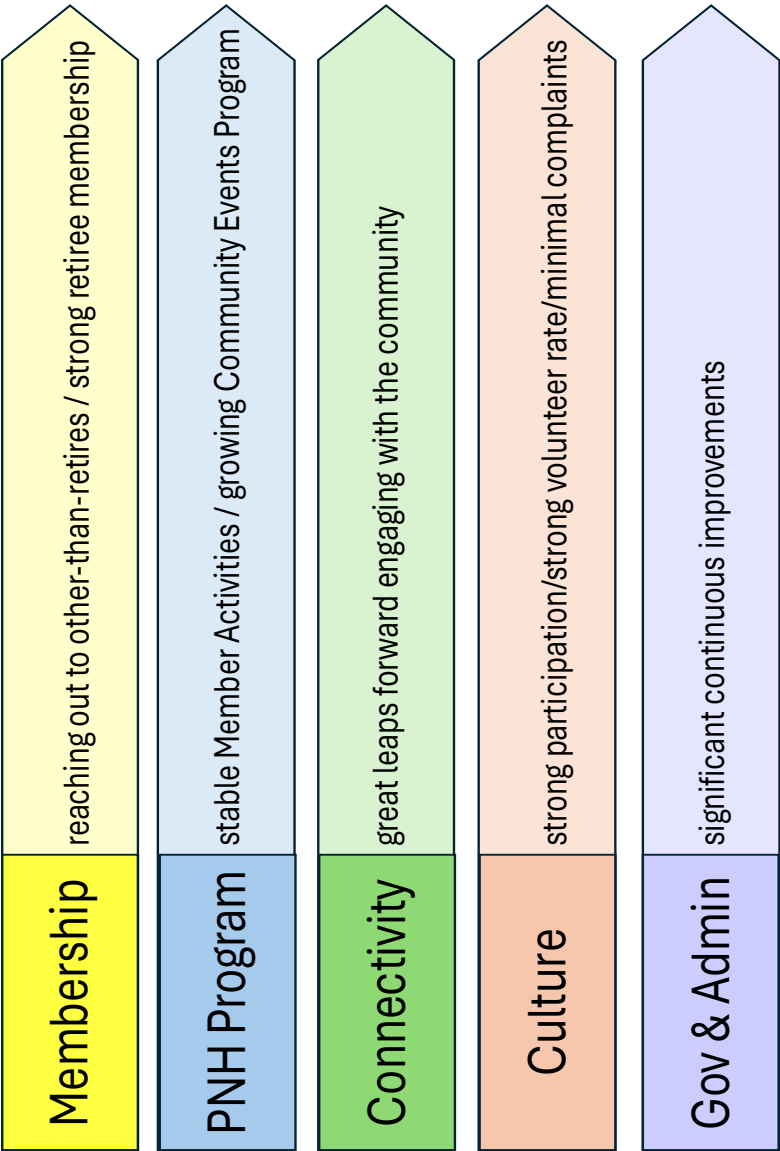 Membership
reaching out to other-than-retires / strong retiree membership
PNH Program
stable Member Activities / growing Community Events Program
Connectivity
great leaps forward engaging with the community
Culture
strong participation/strong volunteer rate/minimal complaints
Gov & Admin
significant continuous improvements